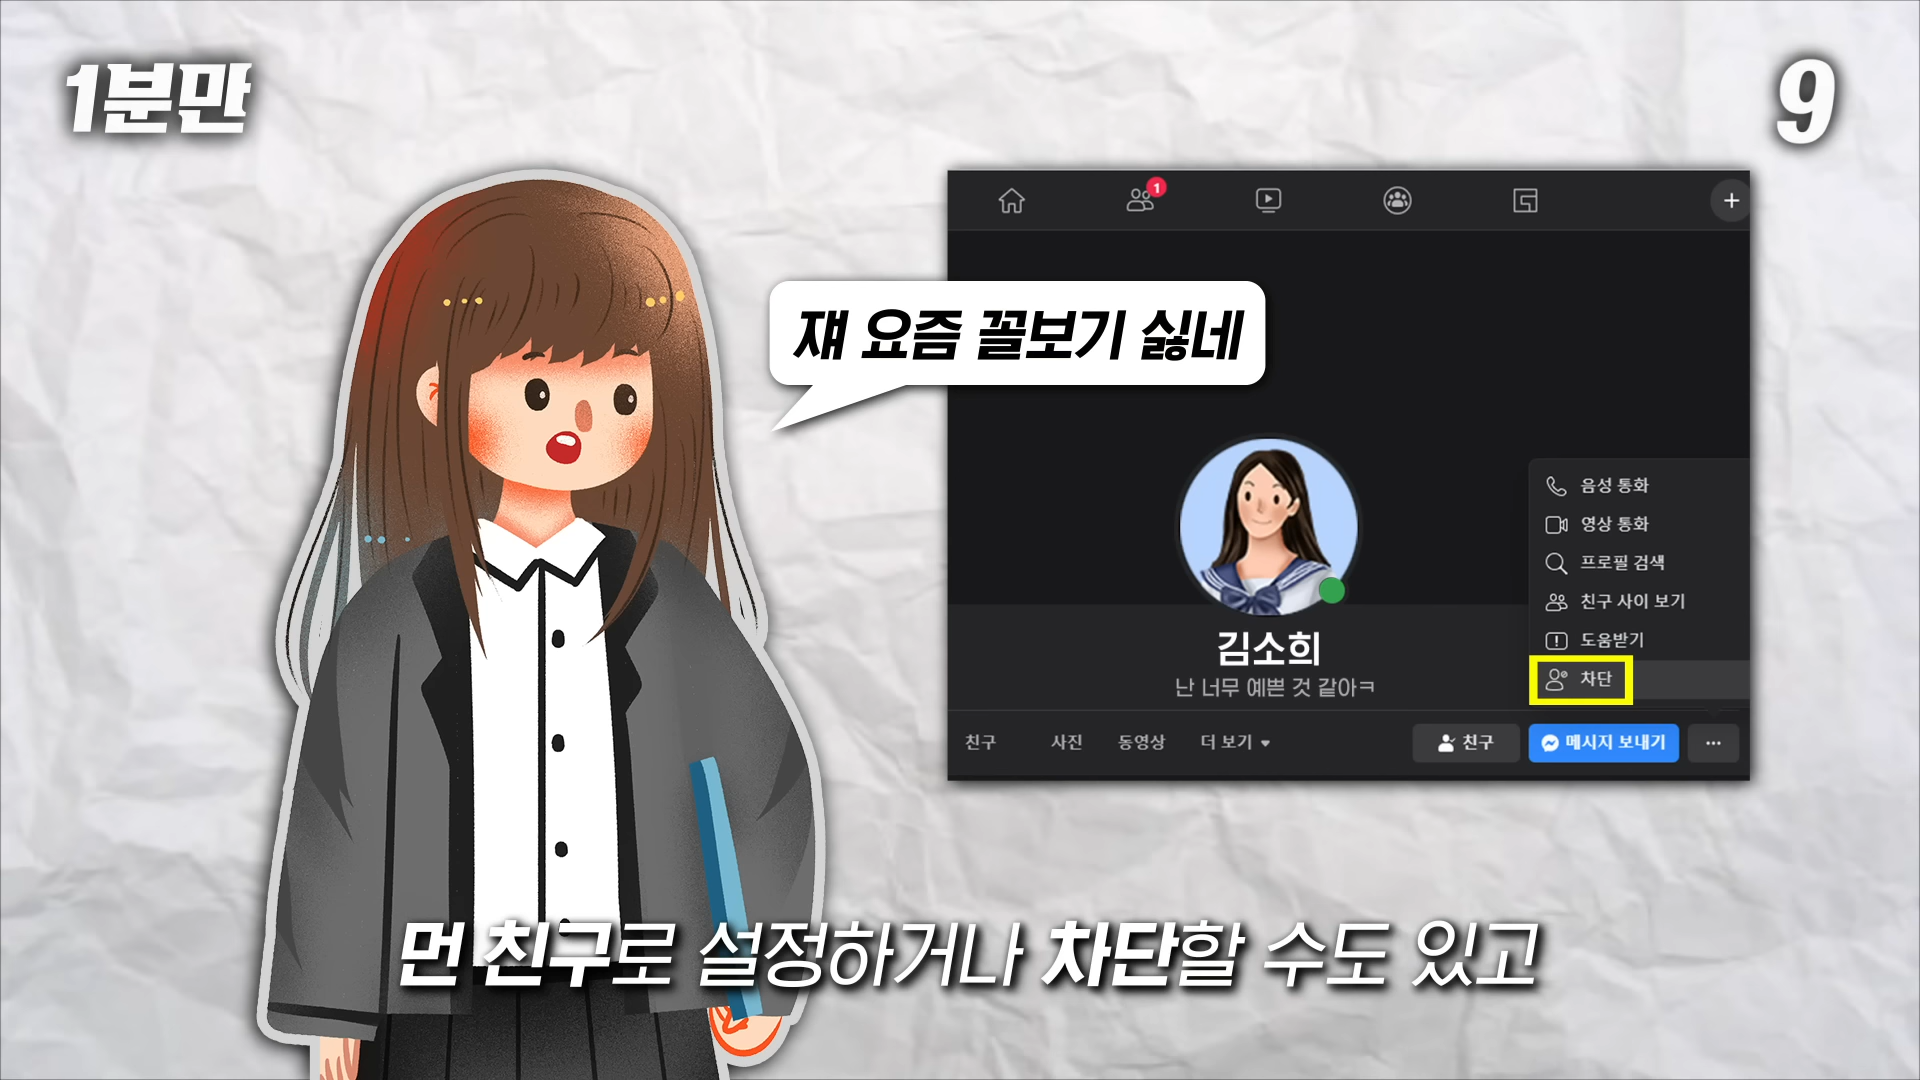 1분만
9
1
쟤 요즘 꼴보기 싫네
음성 통화
영상 통화
프로필 검색
친구 사이 보기
도움받기
차단
김소희
난 너무 예쁜 것 같아ㅋ
친구 사진 동영상 더 보기 친구 메시지 보내기
먼 친구로 설정하거나 차단할 수도 있고